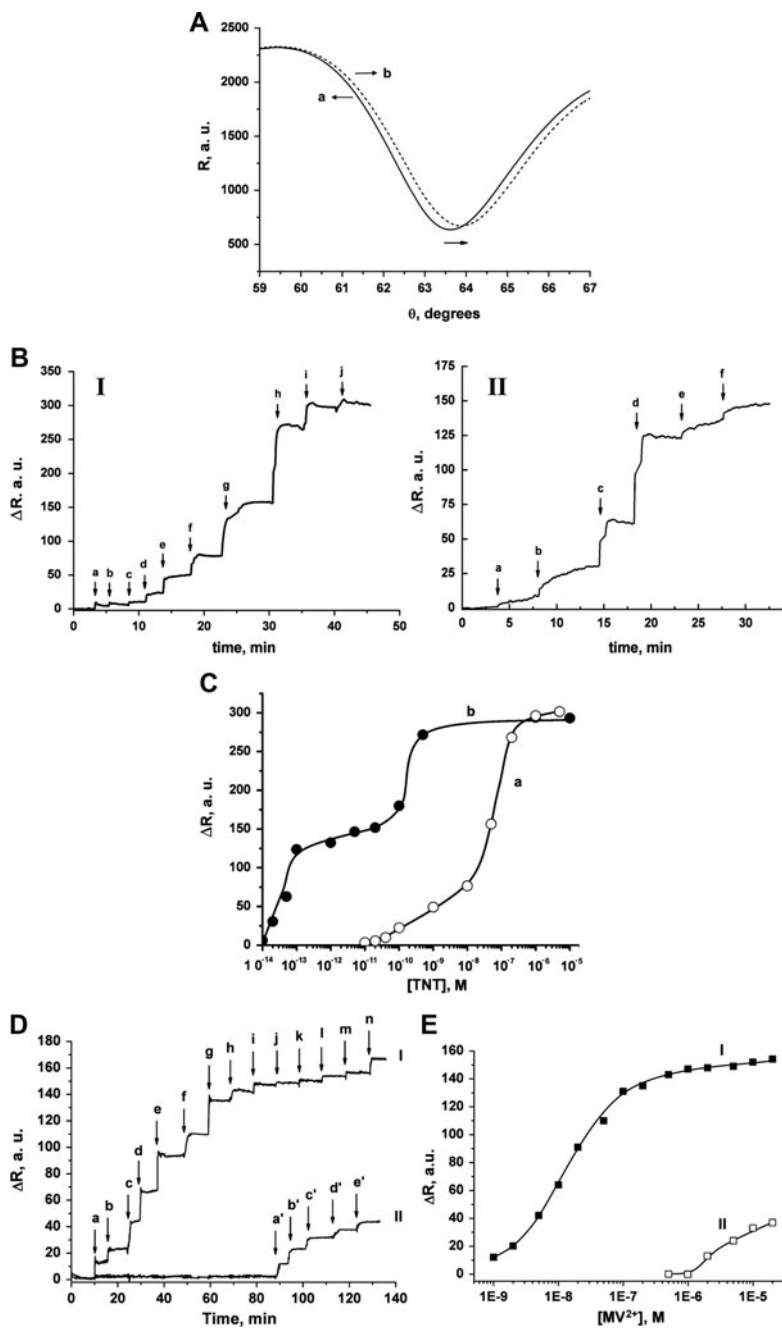 A
R, a. u.
2500
2000
1500
1000
500
a
b
59 60 61 62 63 64 65 66 67
θ, degrees
B
I
ΔR. a. u.
350
300
250
200
150
100
50
0
a b c d e f g h i j
0 10 20 30 40 50
time, min
II
ΔR. a. u.
175
150
125
100
75
50
25
0
a b c d e f
0 5 10 15 20 25 30
time, min
C
ΔR, a. u.
300
250
200
150
100
50
0
b
a
10⁻¹⁴ 10⁻¹³ 10⁻¹² 10⁻¹¹ 10⁻¹⁰ 10⁻⁹ 10⁻⁸ 10⁻⁷ 10⁻⁶ 10⁻⁵
[TNT], M
D
ΔR, a. u.
180
160
140
120
100
80
60
40
20
0
a b c d e f g h i j k l m n
I
a' b' c' d' e'
II
0 20 40 60 80 100 120 140
Time, min
E
ΔR, a.u.
160
140
120
100
80
60
40
20
0
I
II
1E-9 1E-8 1E-7 1E-6 1E-5
[MV²⁺], M